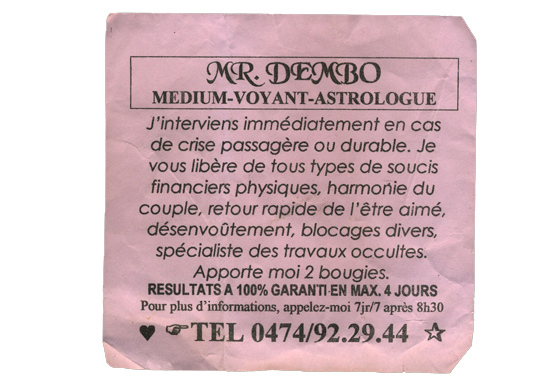 MR. DEMBO
MEDIUM-VOYANT-ASTROLOGUE
J'interviens immédiatement en cas
de crise passagère ou durable. Je
vous libère de tous types de soucis
financiers physiques, harmonie du
couple, retour rapide de l'être aimé,
désenvoûtement, blocages divers,
spécialiste des travaux occultes.
Apporte moi 2 bougies.
RESULTATS A 100% GARANTI EN MAX. 4 JOURS
Pour plus d'informations, appelez-moi 7jr/7 après 8h30
♥ ☞TEL 0474/92.29.44 ☆